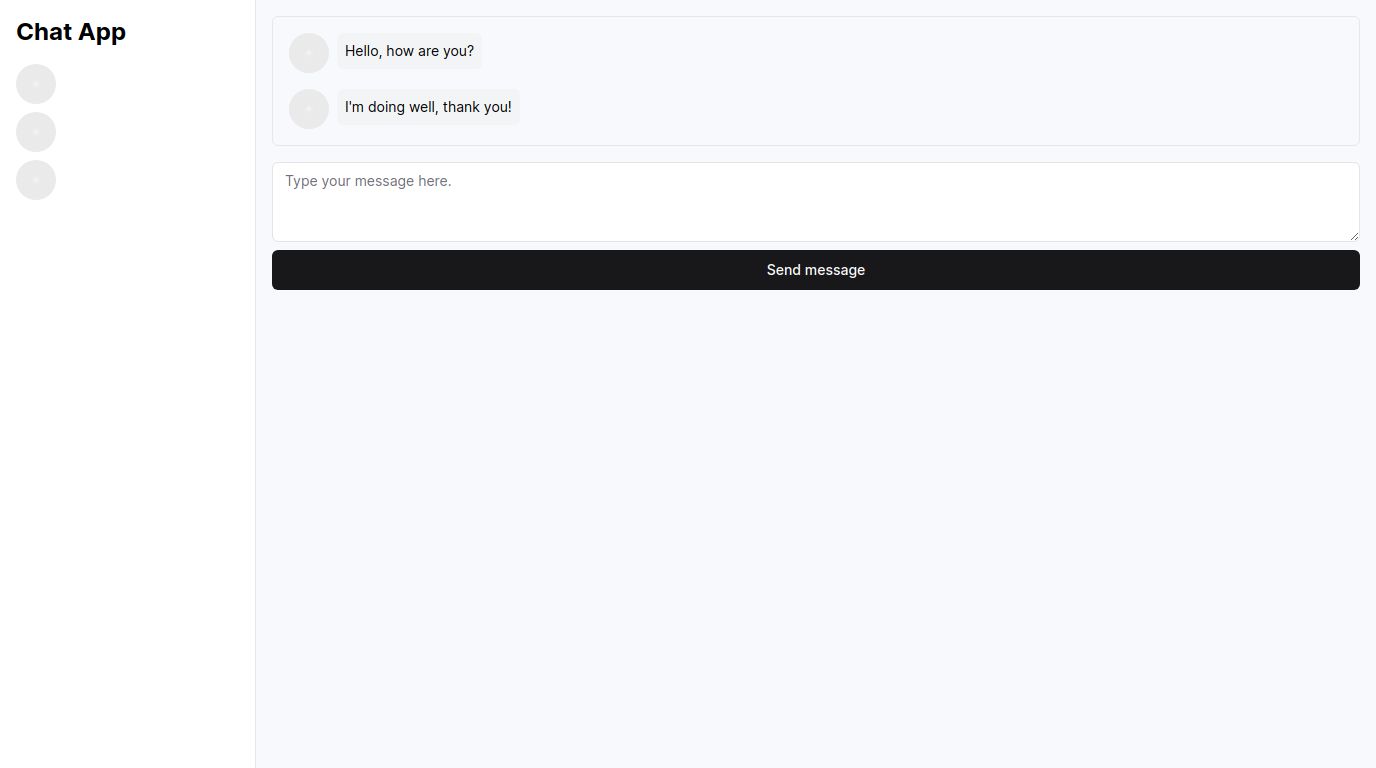 Chat App
Hello, how are you?
I'm doing well, thank you!
Type your message here.
Send message